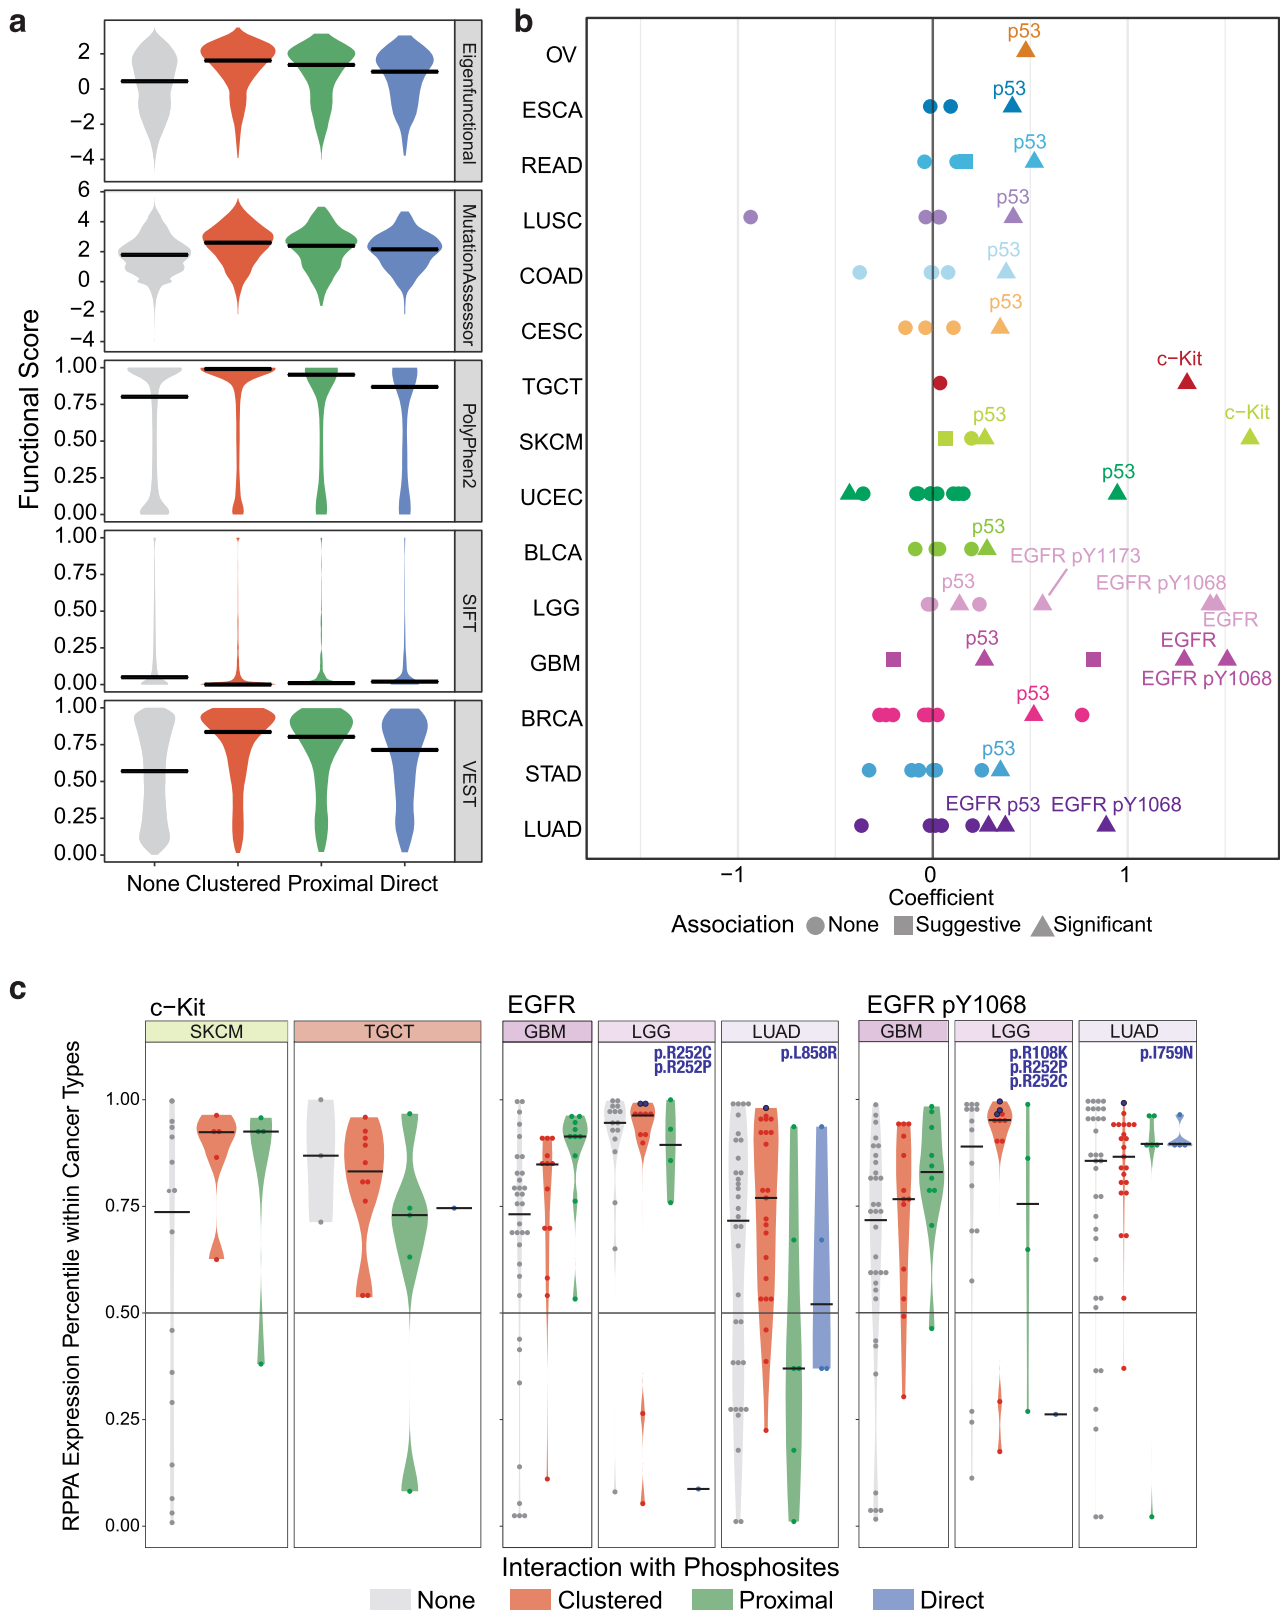 a
Functional Score
2
0
−2
−4
Eigenfunctional
6
4
2
0
−2
−4
MutationAssessor
1.00
0.75
0.50
0.25
0.00
PolyPhen2
1.00
0.75
0.50
0.25
0.00
SIFT
1.00
0.75
0.50
0.25
0.00
VEST
None Clustered Proximal Direct
b
OV p53
ESCA p53
READ p53
LUSC p53
COAD p53
CESC p53
TGCT c−Kit
SKCM p53 c−Kit
UCEC p53
BLCA p53
LGG p53 EGFR pY1173 EGFR pY1068 EGFR
GBM p53 EGFR EGFR pY1068
BRCA p53
STAD p53
LUAD EGFR p53 EGFR pY1068
−1 0 1
Coefficient
Association None Suggestive Significant
c
RPPA Expression Percentile within Cancer Types
c−Kit EGFR EGFR pY1068
SKCM TGCT GBM LGG LUAD GBM LGG LUAD
p.R252C
p.R252P
p.L858R
p.R108K
p.R252P
p.R252C
p.I759N
1.00
0.75
0.50
0.25
0.00
Interaction with Phosphosites
None Clustered Proximal Direct